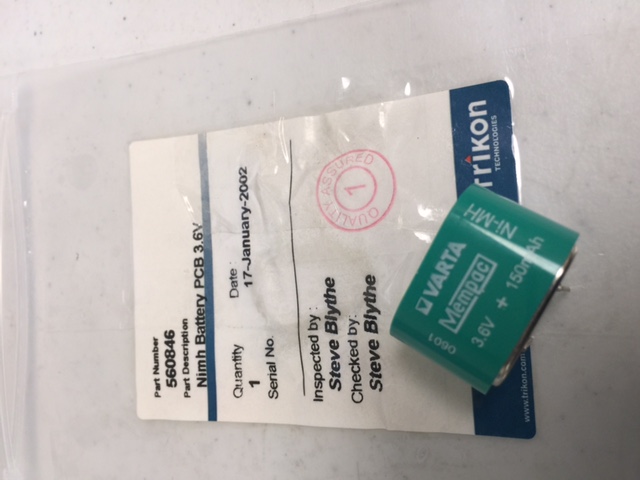 trikon
TECHNOLOGIES
Part Number
560846
Part Description
Nimh Battery PCB 3.6V
Quantity
1
Date :
17-January-2002
Serial No.
Inspected by :
Steve Blythe
Checked by:
Steve Blythe
QUALITY ASSURED
1
www.trikon.com
VARTA
Ni-MH
Mempac
3.6V + 150mAh
0601